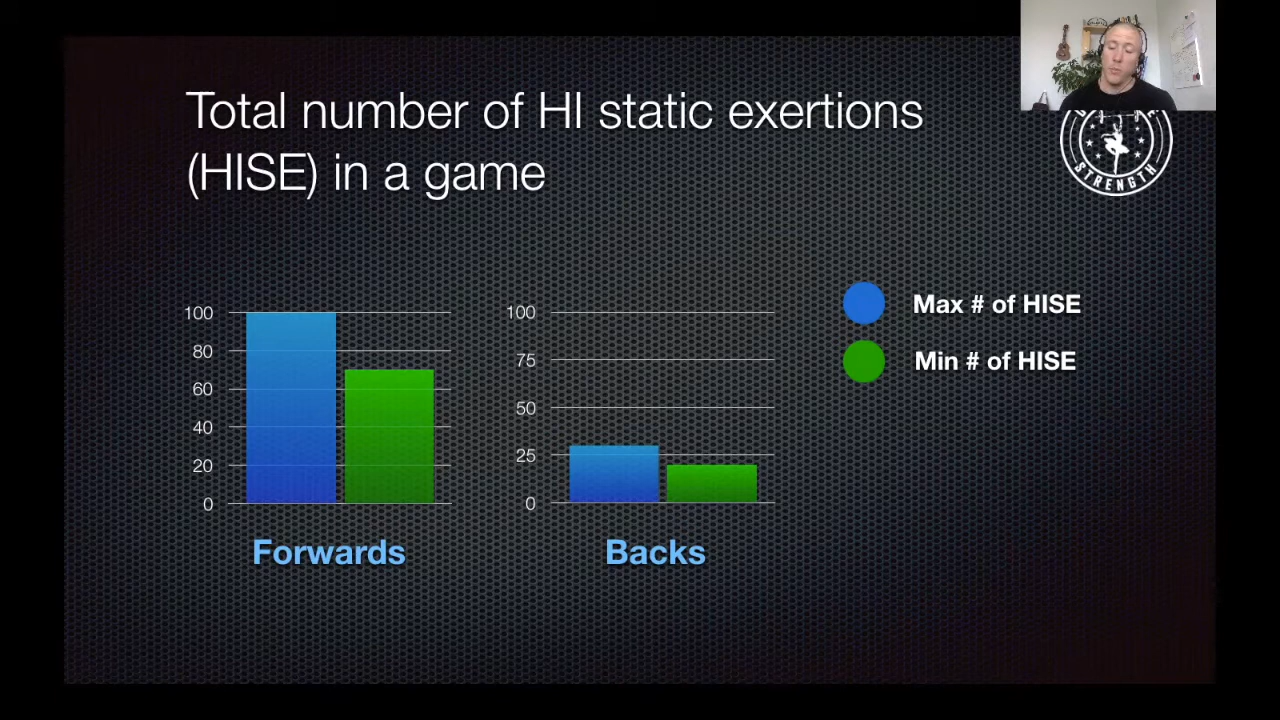 Total number of HI static exertions
(HISE) in a game
STRENGTH
100
80
60
40
20
0
Forwards
100
75
50
25
0
Backs
Max # of HISE
Min # of HISE